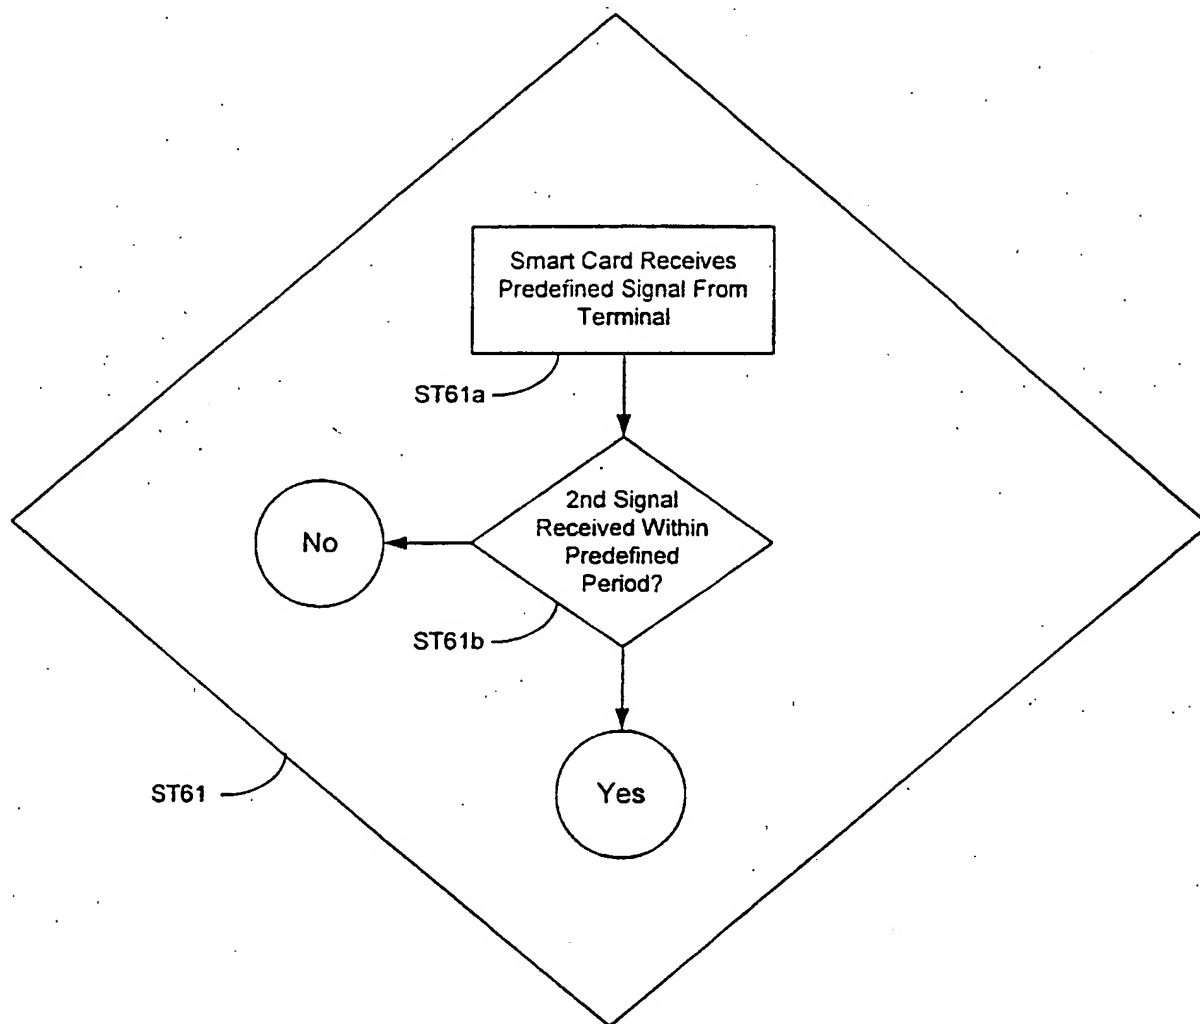 Smart Card Receives
Predefined Signal From
Terminal
ST61a
2nd Signal
Received Within
Predefined
Period?
No
ST61b
Yes
ST61